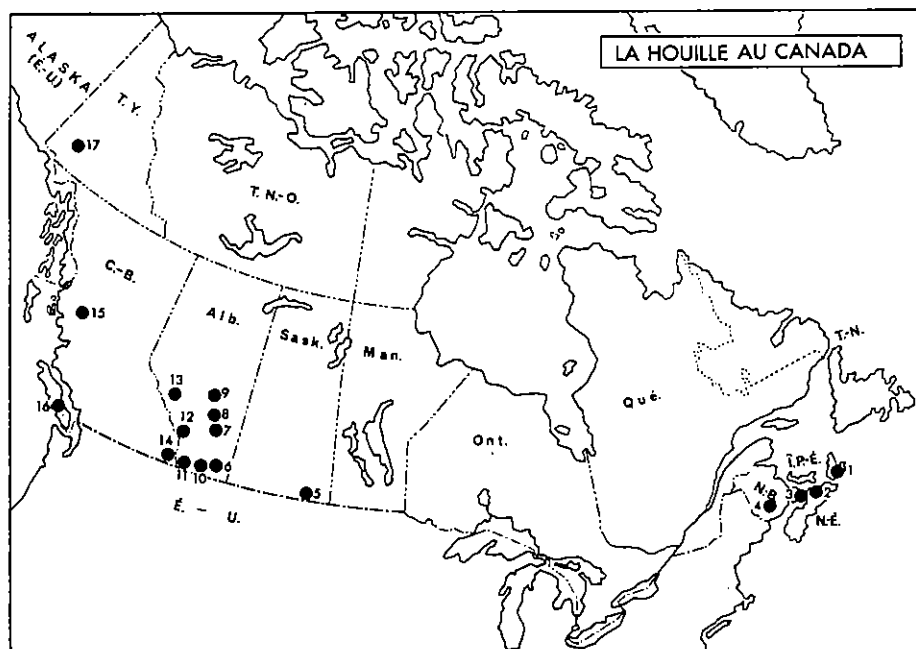 LA HOUILLE AU CANADA
ALASKA
(É.-U.)
T.Y.
17
T.N.-O.
C.-B.
15
Alb.
Sask.
Man.
T.-N.
Qué.
13
9
16
8
12
7
Ont.
14
11
10
6
5
É. - U.
Î.P.-É.
1
N.-B.
3
2
4
N.-É.